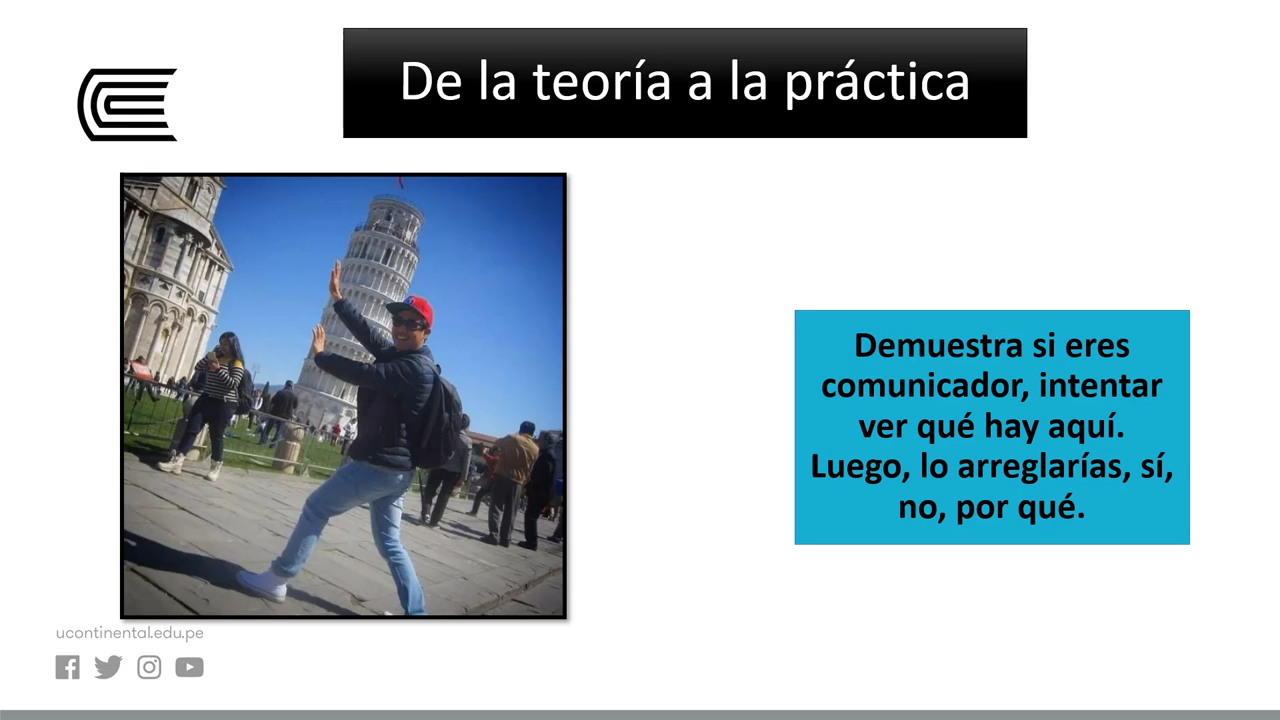 De la teoría a la práctica
Demuestra si eres
comunicador, intentar
ver qué hay aquí.
Luego, lo arreglarías, sí,
no, por qué.
ucontinental.edu.pe